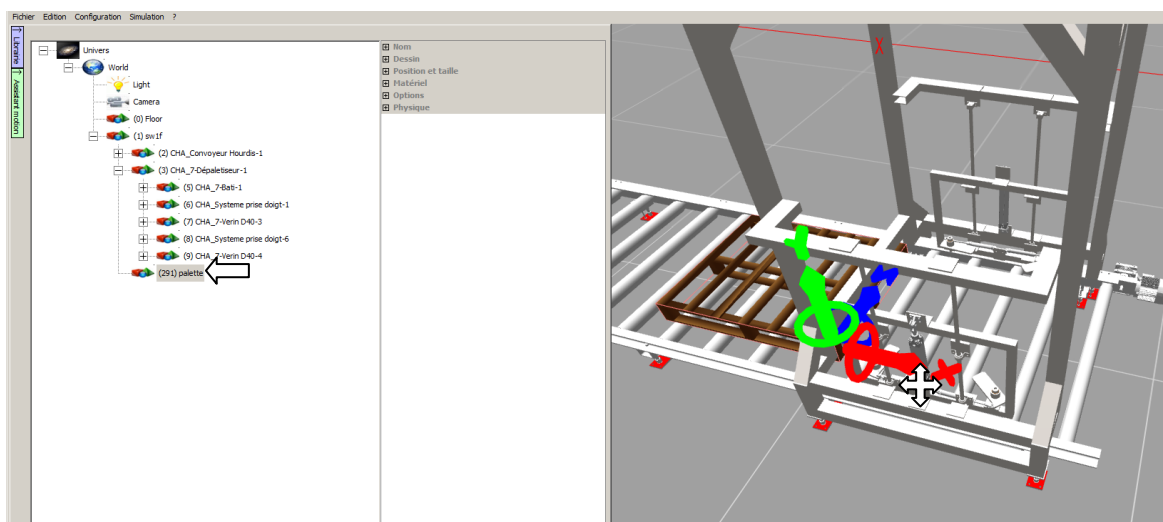 Fichier Edition Configuration Simulation ?
↑ Librairie
↑ Assistant motion
Univers
World
Light
Camera
(0) Floor
(1) sw1f
(2) CHA_Convoyeur Hourdis-1
(3) CHA_7-Dépaletiseur-1
(5) CHA_7-Bati-1
(6) CHA_Systeme prise doigt-1
(7) CHA_7-Verin D40-3
(8) CHA_Systeme prise doigt-6
(9) CHA_7-Verin D40-4
(291) palette
Nom
Dessin
Position et taille
Matériel
Options
Physique
X
Y
Z
X